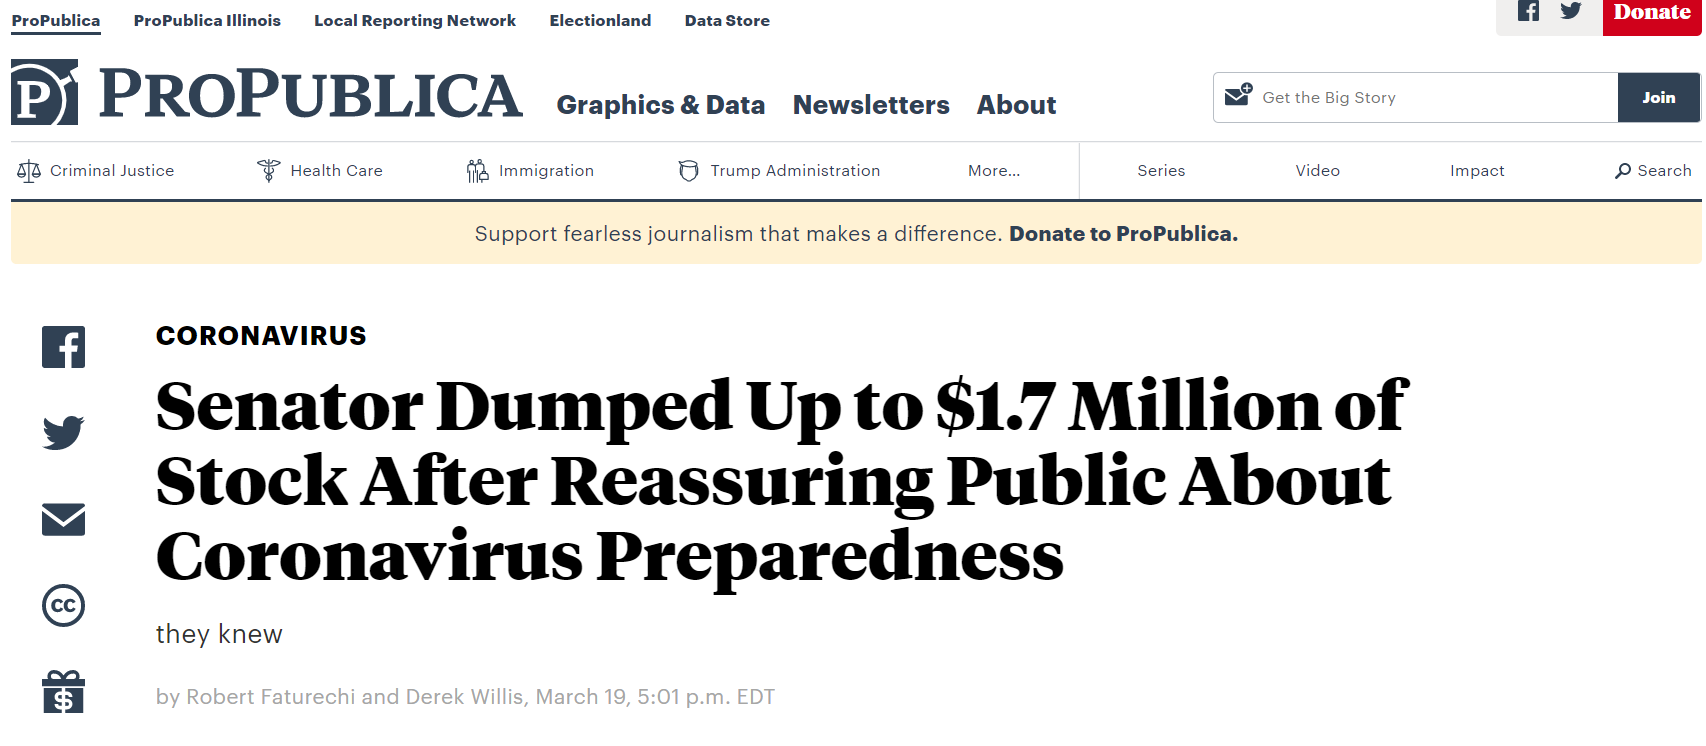 ProPublica ProPublica Illinois Local Reporting Network Electionland Data Store
Donate
P PROPUBLICA Graphics & Data Newsletters About
Get the Big Story Join
Criminal Justice Health Care Immigration Trump Administration More... Series Video Impact Search
Support fearless journalism that makes a difference. Donate to ProPublica.
CORONAVIRUS
Senator Dumped Up to $1.7 Million of
Stock After Reassuring Public About
Coronavirus Preparedness
they knew
by Robert Faturechi and Derek Willis, March 19, 5:01 p.m. EDT
cc
$